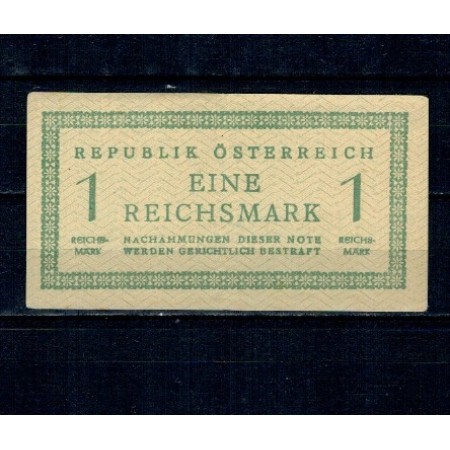 REPUBLIK ÖSTERREICH
1 EINE 1
REICHSMARK
REICHS- NACHAHMUNGEN DIESER NOTE REICHS-
MARK WERDEN GERICHTLICH BESTRAFT MARK